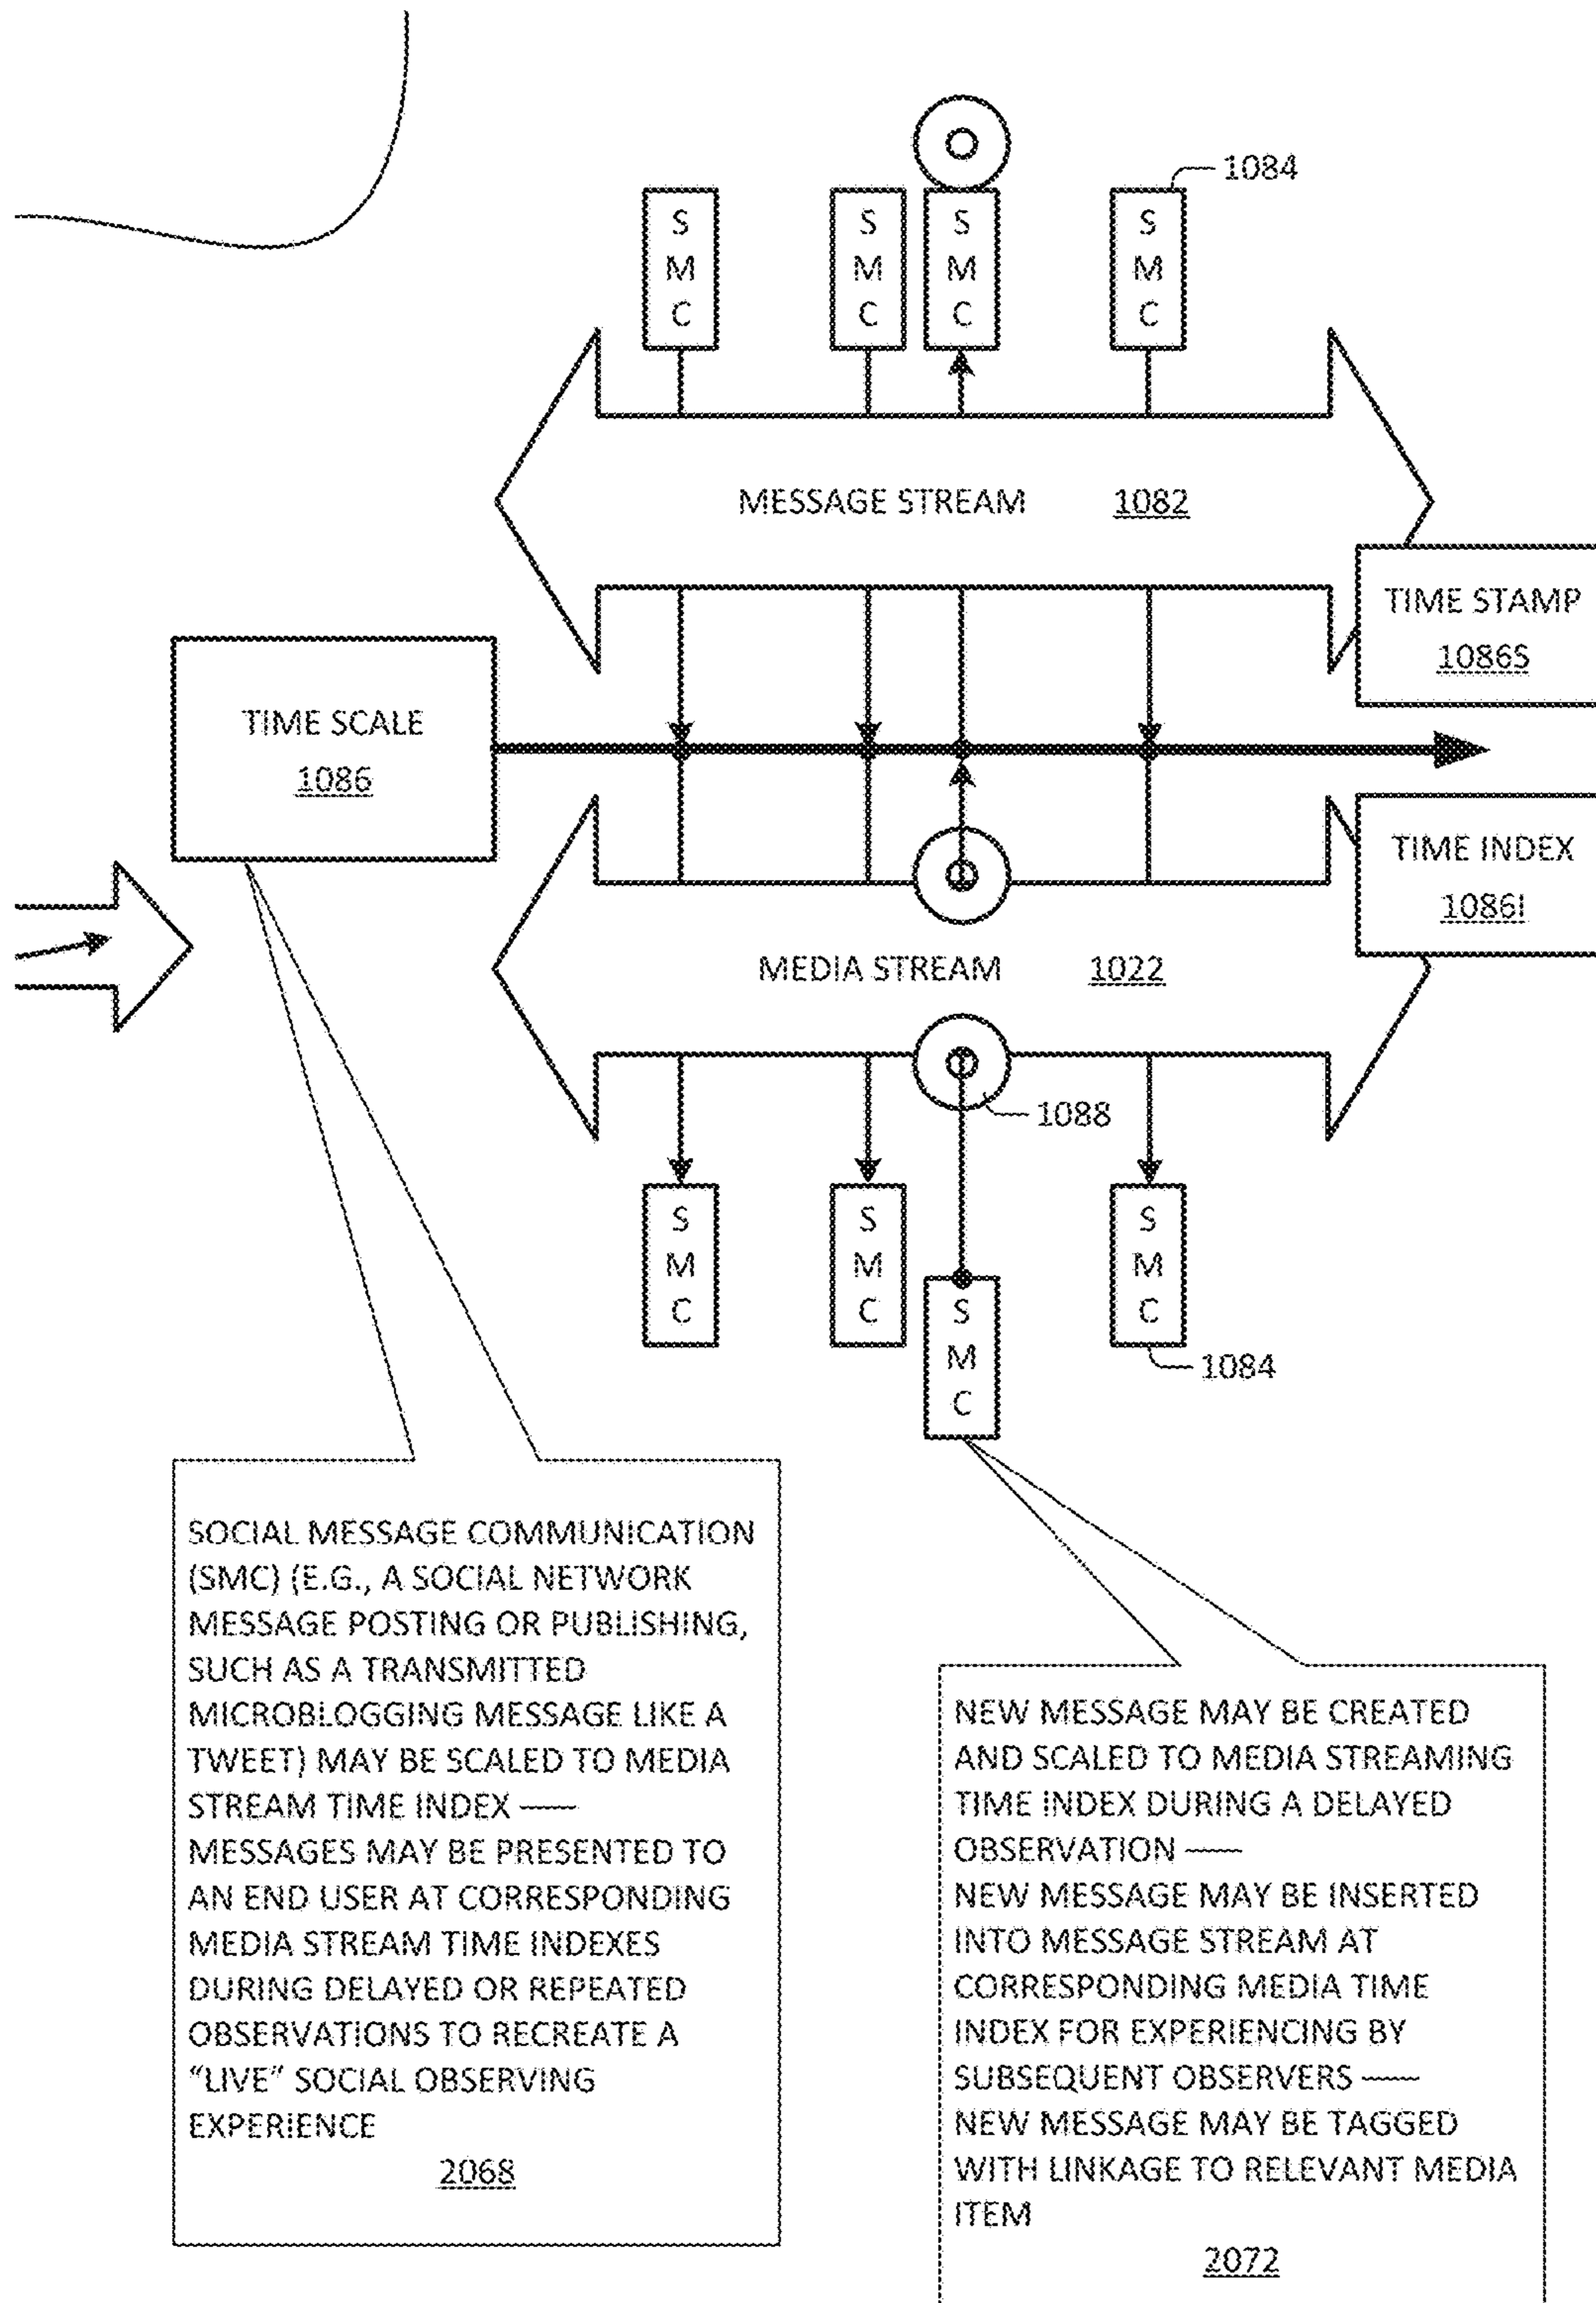 1084
S M C
S M C
S M C
S M C
MESSAGE STREAM 1082
TIME STAMP
1086S
TIME SCALE
1086
TIME INDEX
1086I
MEDIA STREAM 1022
1088
S M C
S M C
S M C
S M C
1084
SOCIAL MESSAGE COMMUNICATION
(SMC) (E.G., A SOCIAL NETWORK
MESSAGE POSTING OR PUBLISHING,
SUCH AS A TRANSMITTED
MICROBLOGGING MESSAGE LIKE A
TWEET) MAY BE SCALED TO MEDIA
STREAM TIME INDEX ——
MESSAGES MAY BE PRESENTED TO
AN END USER AT CORRESPONDING
MEDIA STREAM TIME INDEXES
DURING DELAYED OR REPEATED
OBSERVATIONS TO RECREATE A
“LIVE” SOCIAL OBSERVING
EXPERIENCE
2068
NEW MESSAGE MAY BE CREATED
AND SCALED TO MEDIA STREAMING
TIME INDEX DURING A DELAYED
OBSERVATION ——
NEW MESSAGE MAY BE INSERTED
INTO MESSAGE STREAM AT
CORRESPONDING MEDIA TIME
INDEX FOR EXPERIENCING BY
SUBSEQUENT OBSERVERS ——
NEW MESSAGE MAY BE TAGGED
WITH LINKAGE TO RELEVANT MEDIA
ITEM
2072